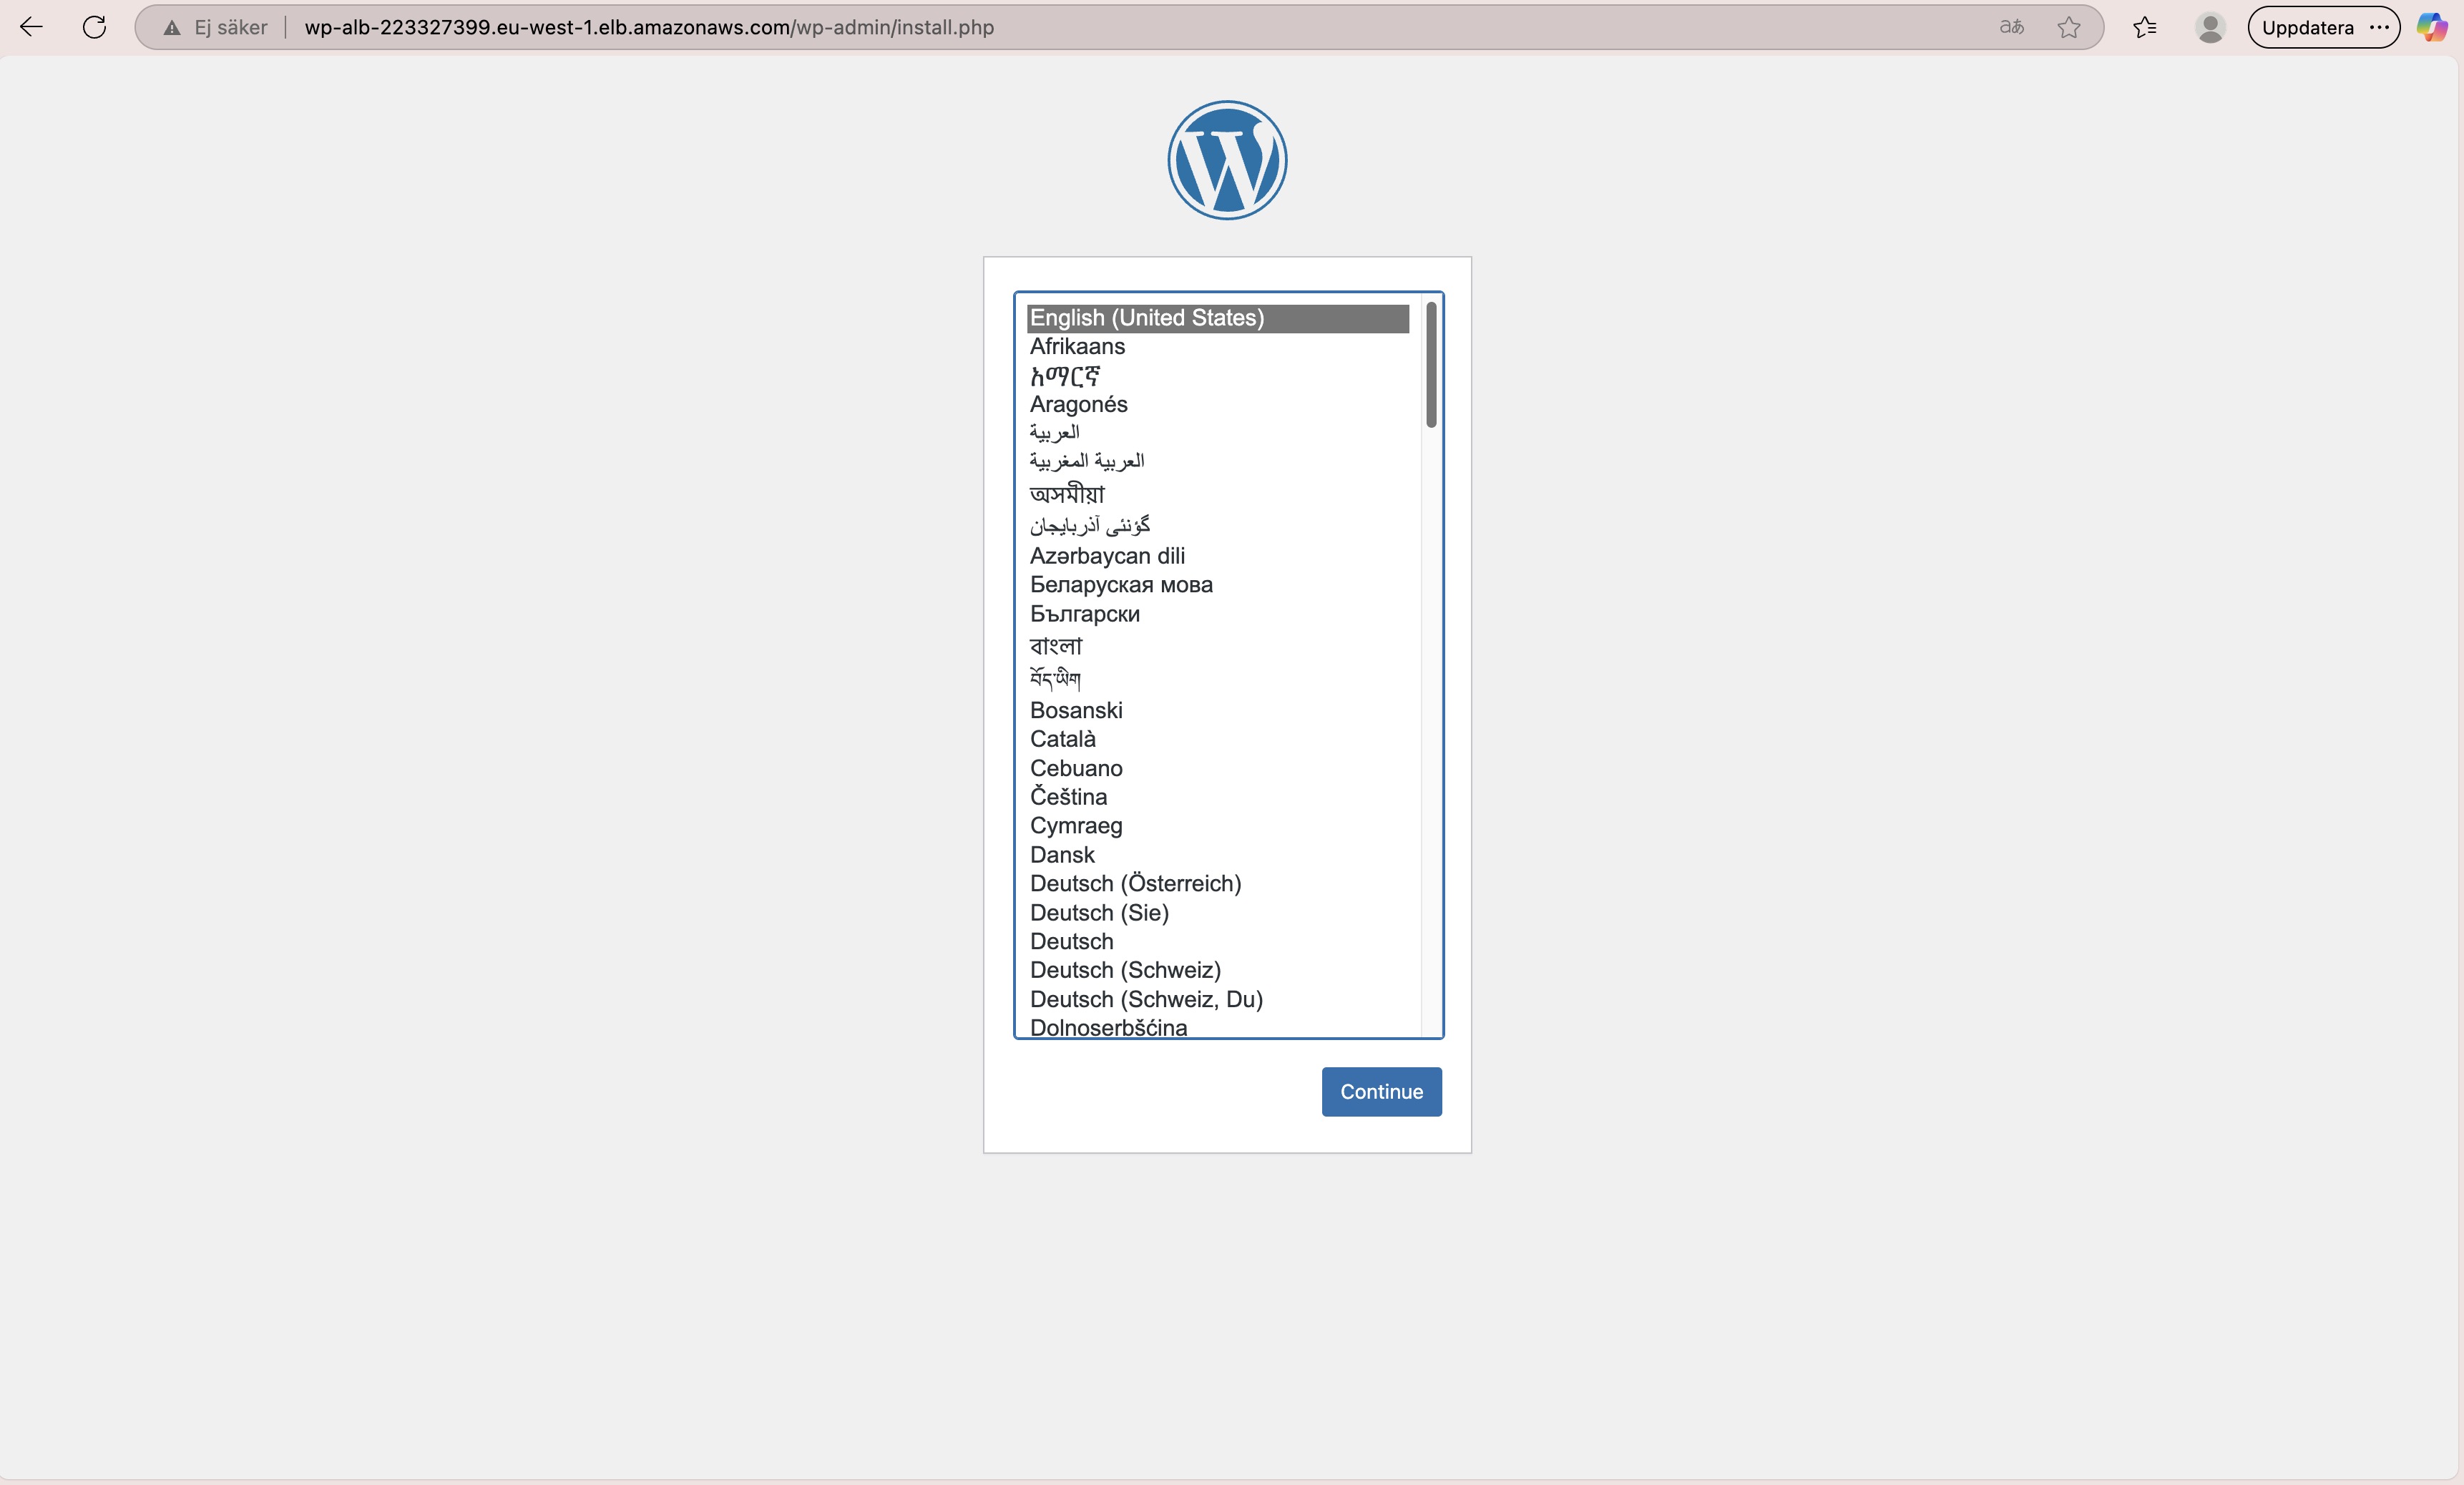 Ej säker wp-alb-223327399.eu-west-1.elb.amazonaws.com/wp-admin/install.php aあ Uppdatera
W
English (United States)
Afrikaans
አማርኛ
Aragonés
العربية
العربية المغربية
অসমীয়া
گؤنئی آذربایجان
Azərbaycan dili
Беларуская мова
Български
বাংলা
བོད་ཡིག
Bosanski
Català
Cebuano
Čeština
Cymraeg
Dansk
Deutsch (Österreich)
Deutsch (Sie)
Deutsch
Deutsch (Schweiz)
Deutsch (Schweiz, Du)
Dolnoserbšćina
Continue